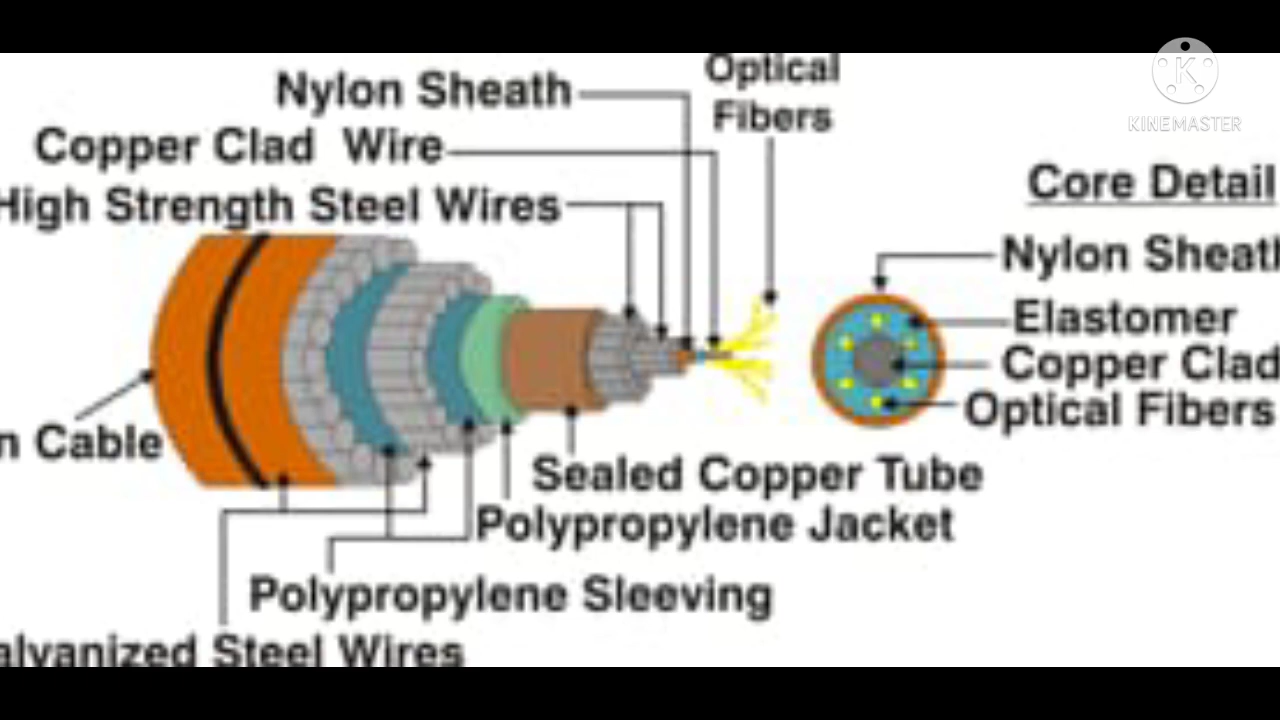 Optical
Fibers
Nylon Sheath
Copper Clad Wire
High Strength Steel Wires
n Cable
Sealed Copper Tube
Polypropylene Jacket
Polypropylene Sleeving
alvanized Steel Wires
Core Detail
Nylon Sheath
Elastomer
Copper Clad
Optical Fibers
K
KINEMASTER